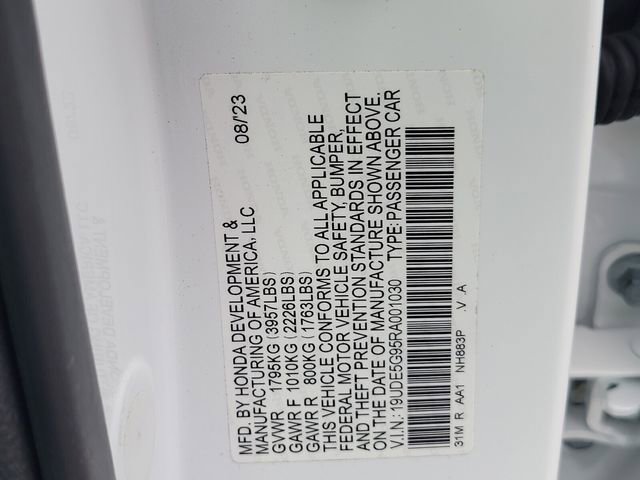 MFD. BY HONDA DEVELOPMENT &
MANUFACTURING OF AMERICA, LLC 08/23
GVWR 1795KG (3957LBS)
GAWR F 1010KG (2226LBS)
GAWR R 800KG (1763LBS)
THIS VEHICLE CONFORMS TO ALL APPLICABLE
FEDERAL MOTOR VEHICLE SAFETY, BUMPER,
AND THEFT PREVENTION STANDARDS IN EFFECT
ON THE DATE OF MANUFACTURE SHOWN ABOVE.
V.I.N.: 19UDE5G95RA001030 TYPE: PASSENGER CAR
31M R AA1 NH883P .V .A